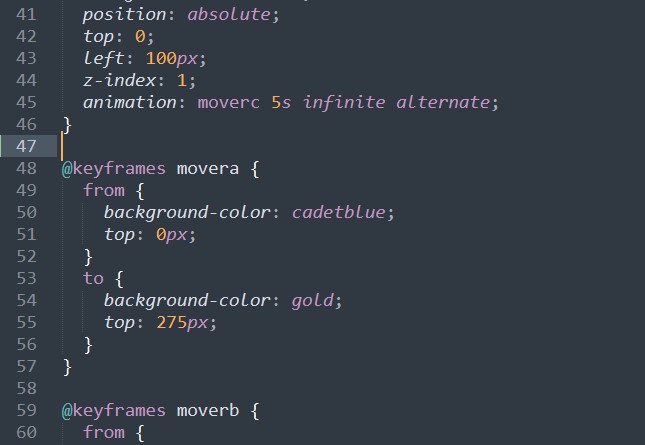 41 position: absolute;
42 top: 0;
43 left: 100px;
44 z-index: 1;
45 animation: moverc 5s infinite alternate;
46 }
47
48 @keyframes movera {
49 from {
50 background-color: cadetblue;
51 top: 0px;
52 }
53 to {
54 background-color: gold;
55 top: 275px;
56 }
57 }
58
59 @keyframes moverb {
60 from {